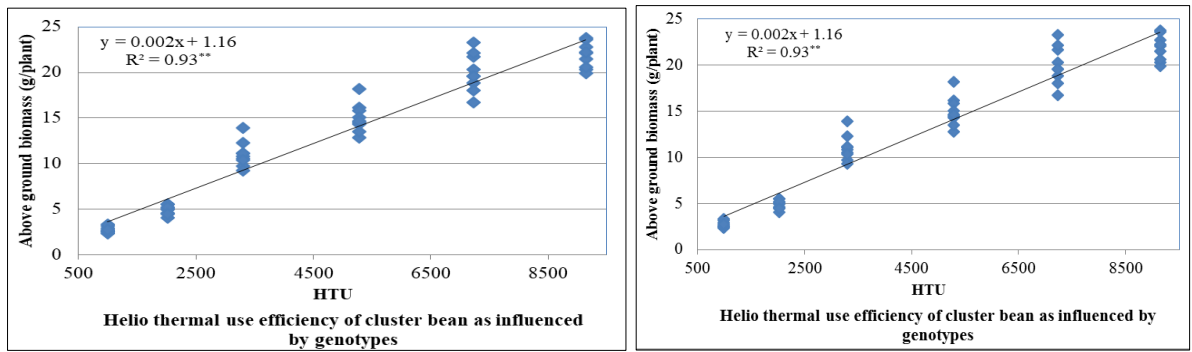 25
20
15
10
5
0
Above ground biomass (g/plant)
y = 0.002x + 1.16
R² = 0.93**
500
2500
4500
6500
8500
HTU
Helio thermal use efficiency of cluster bean as influenced
by genotypes
25
20
15
10
5
0
Above ground biomass (g/plant)
y = 0.002x + 1.16
R² = 0.93**
500
2500
4500
6500
8500
HTU
Helio thermal use efficiency of cluster bean as influenced by
genotypes